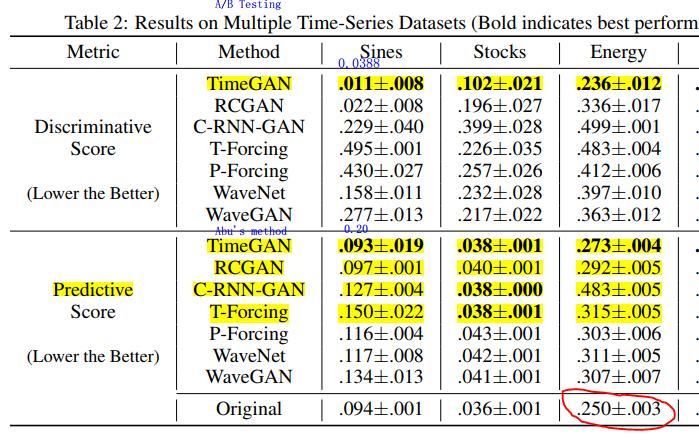 A/B Testing
Table 2: Results on Multiple Time-Series Datasets (Bold indicates best perform
Metric Method Sines Stocks Energy
0.0388
TimeGAN .011±.008 .102±.021 .236±.012
RCGAN .022±.008 .196±.027 .336±.017
Discriminative C-RNN-GAN .229±.040 .399±.028 .499±.001
Score T-Forcing .495±.001 .226±.035 .483±.004
P-Forcing .430±.027 .257±.026 .412±.006
(Lower the Better) WaveNet .158±.011 .232±.028 .397±.010
WaveGAN .277±.013 .217±.022 .363±.012
Abu's method 0.20
TimeGAN .093±.019 .038±.001 .273±.004
RCGAN .097±.001 .040±.001 .292±.005
Predictive C-RNN-GAN .127±.004 .038±.000 .483±.005
Score T-Forcing .150±.022 .038±.001 .315±.005
P-Forcing .116±.004 .043±.001 .303±.006
(Lower the Better) WaveNet .117±.008 .042±.001 .311±.005
WaveGAN .134±.013 .041±.001 .307±.007
Original .094±.001 .036±.001 .250±.003